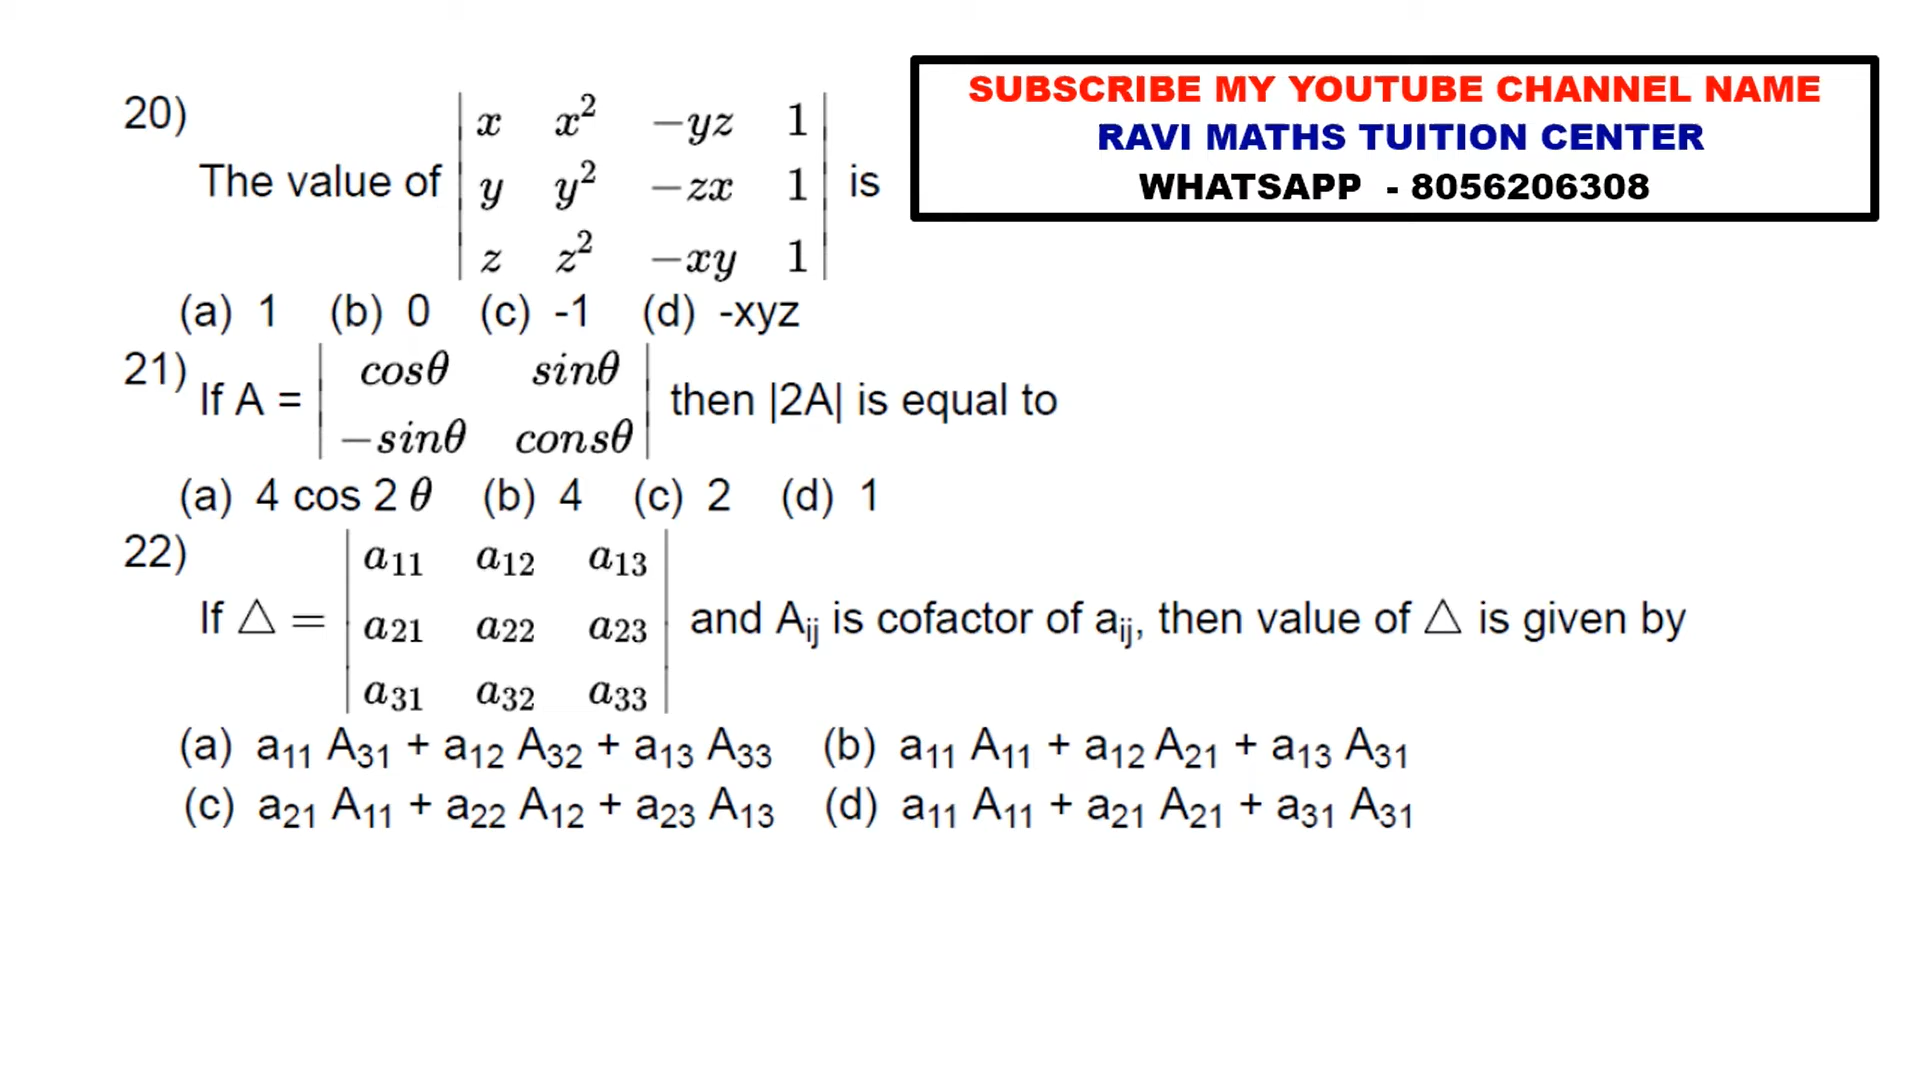 SUBSCRIBE MY YOUTUBE CHANNEL NAME
RAVI MATHS TUITION CENTER
WHATSAPP - 8056206308
20)
x x² −yz 1
The value of y y² −zx 1 is
z z² −xy 1
(a) 1 (b) 0 (c) -1 (d) -xyz
21) cosθ sinθ
If A = then |2A| is equal to
−sinθ consθ
(a) 4 cos 2 θ (b) 4 (c) 2 (d) 1
22) a₁₁ a₁₂ a₁₃
If △ = a₂₁ a₂₂ a₂₃ and Aᵢⱼ is cofactor of aᵢⱼ, then value of △ is given by
a₃₁ a₃₂ a₃₃
(a) a₁₁ A₃₁ + a₁₂ A₃₂ + a₁₃ A₃₃ (b) a₁₁ A₁₁ + a₁₂ A₂₁ + a₁₃ A₃₁
(c) a₂₁ A₁₁ + a₂₂ A₁₂ + a₂₃ A₁₃ (d) a₁₁ A₁₁ + a₂₁ A₂₁ + a₃₁ A₃₁